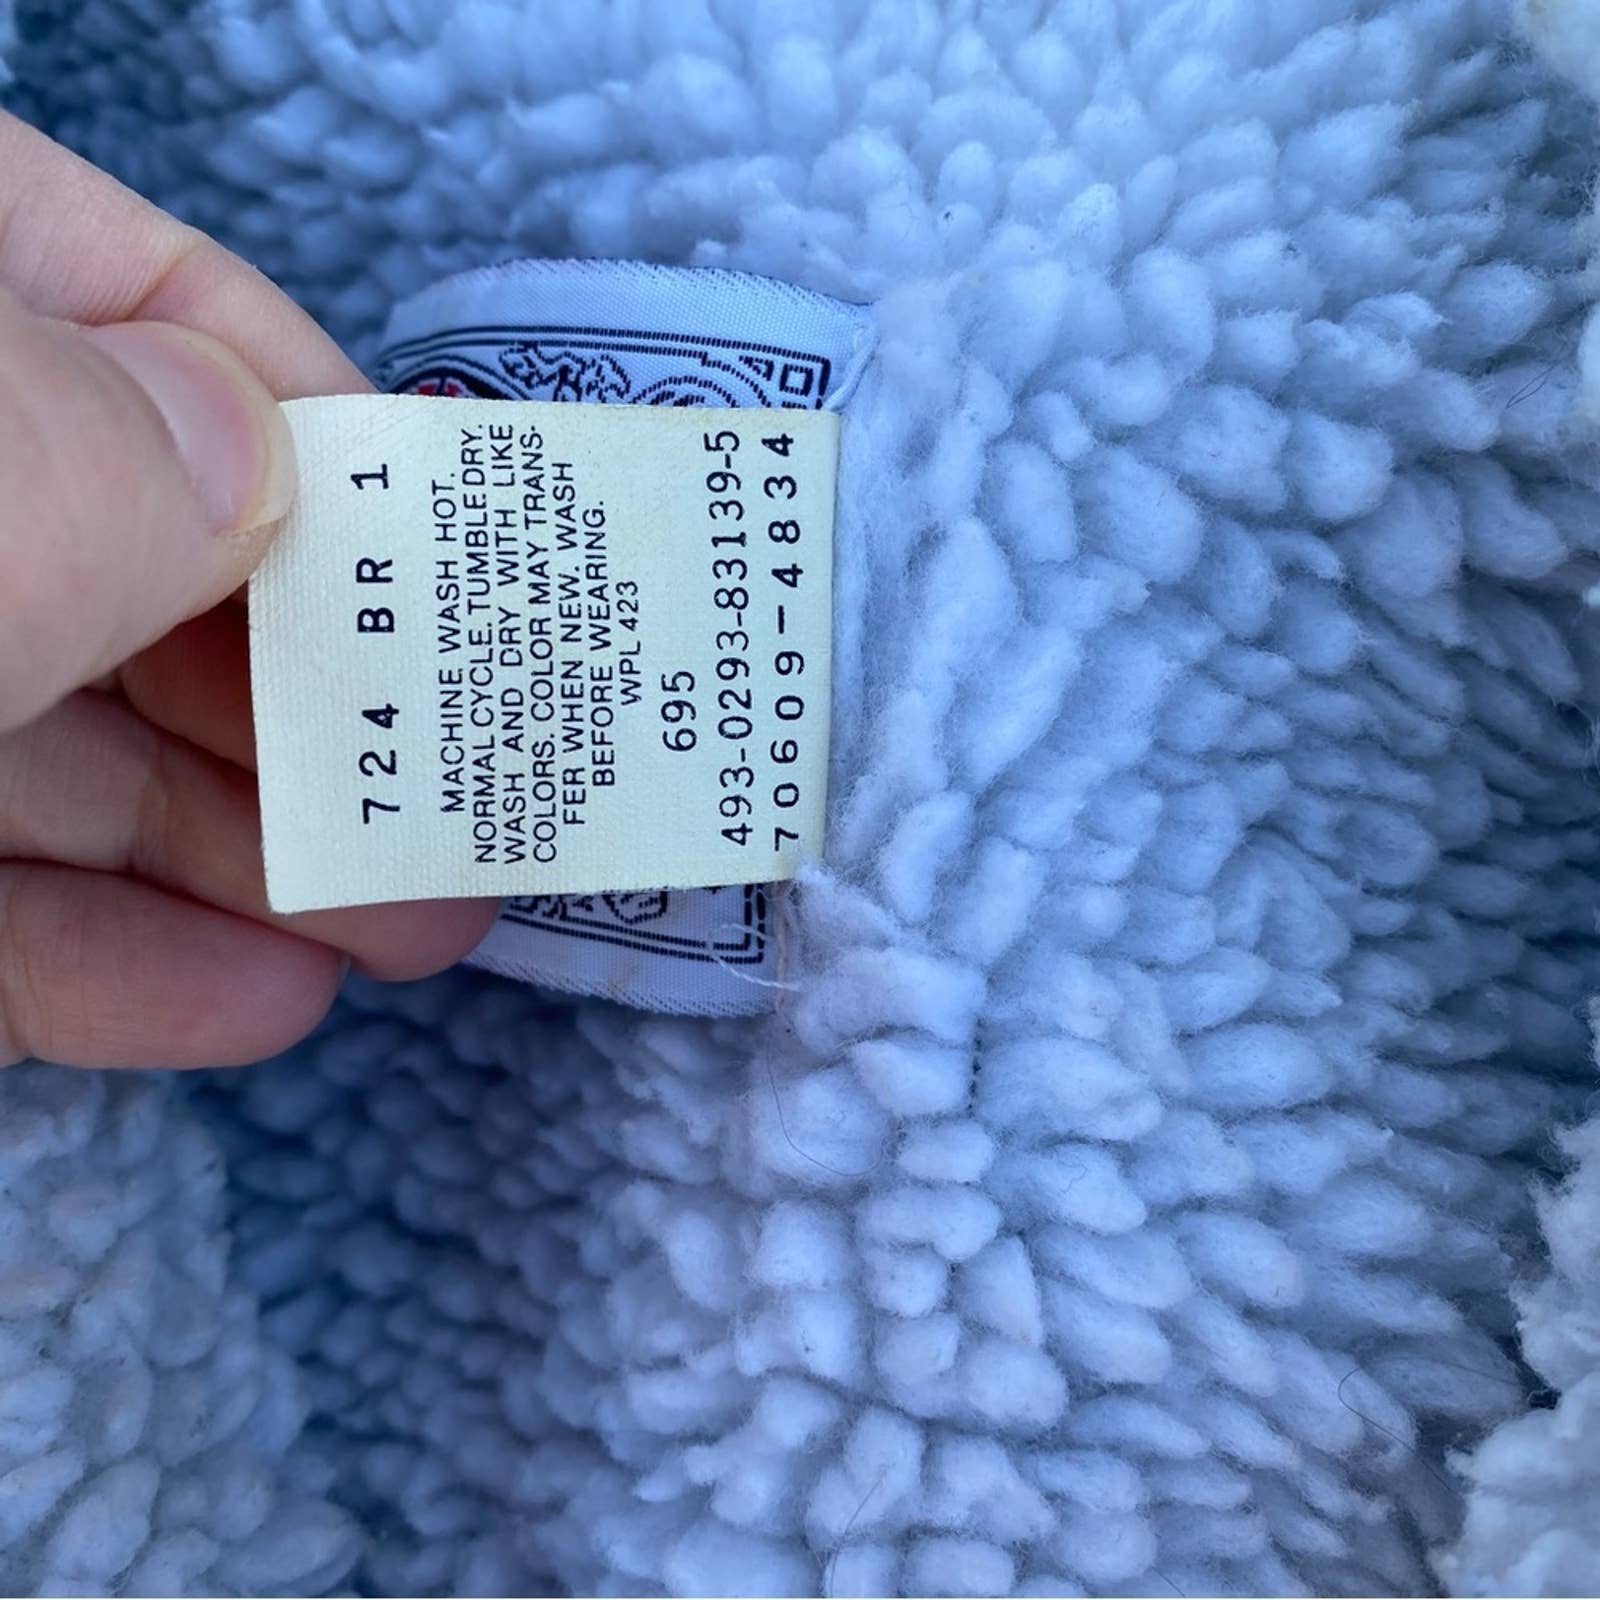 724 BR 1
MACHINE WASH HOT.
NORMAL CYCLE. TUMBLE DRY.
WASH AND DRY WITH LIKE
COLORS. COLOR MAY TRANS-
FER WHEN NEW. WASH
BEFORE WEARING.
WPL 423
695
493-0293-83139-5
70609-4834